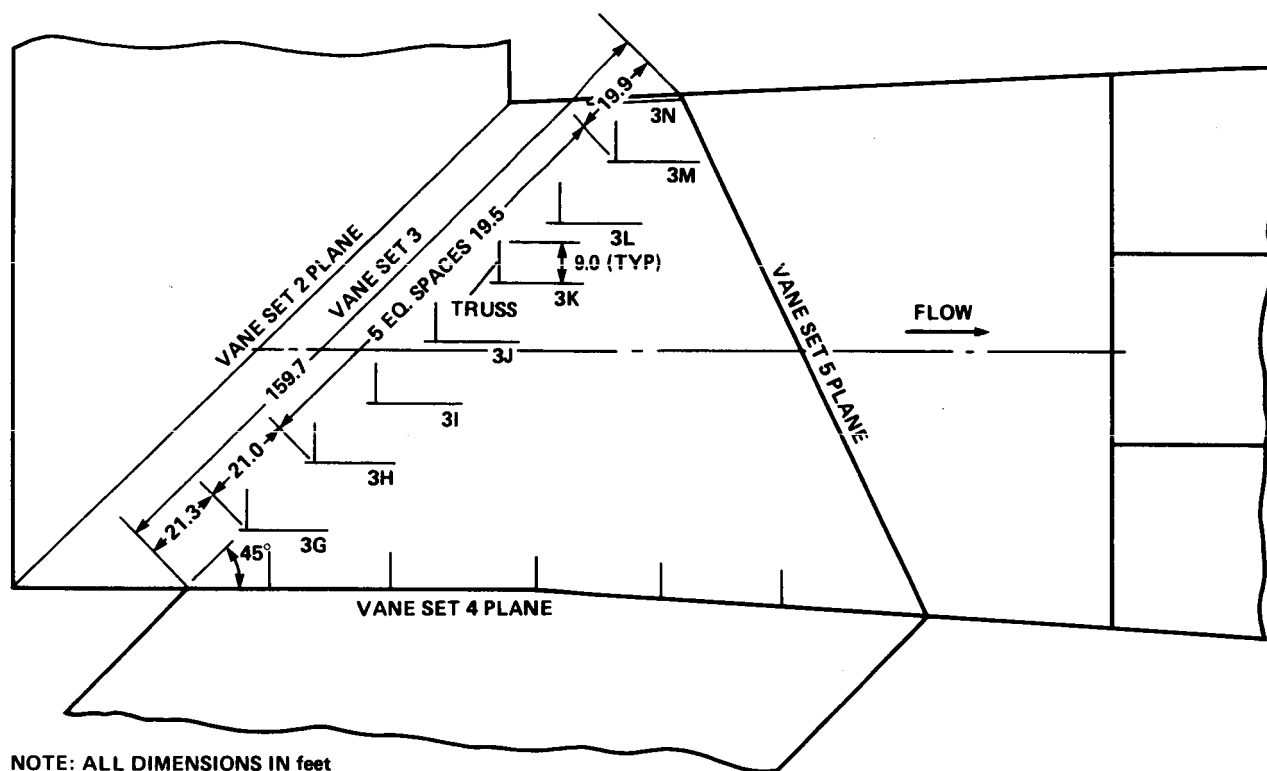 19.9
3N
3M
VANE SET 2 PLANE
VANE SET 3
5 EQ. SPACES 19.5
3L
9.0 (TYP)
3K
TRUSS
VANE SET 5 PLANE
FLOW
3J
159.7
3I
21.0
3H
21.3
3G
45°
VANE SET 4 PLANE
NOTE: ALL DIMENSIONS IN feet